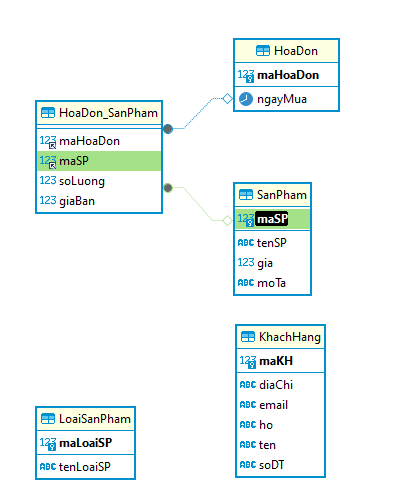 HoaDon
123 maHoaDon
ngayMua
HoaDon_SanPham
123 maHoaDon
123 maSP
123 soLuong
123 giaBan
SanPham
123 maSP
ABC tenSP
123 gia
ABC moTa
KhachHang
123 maKH
ABC diaChi
ABC email
ABC ho
ABC ten
ABC soDT
LoaiSanPham
123 maLoaiSP
ABC tenLoaiSP